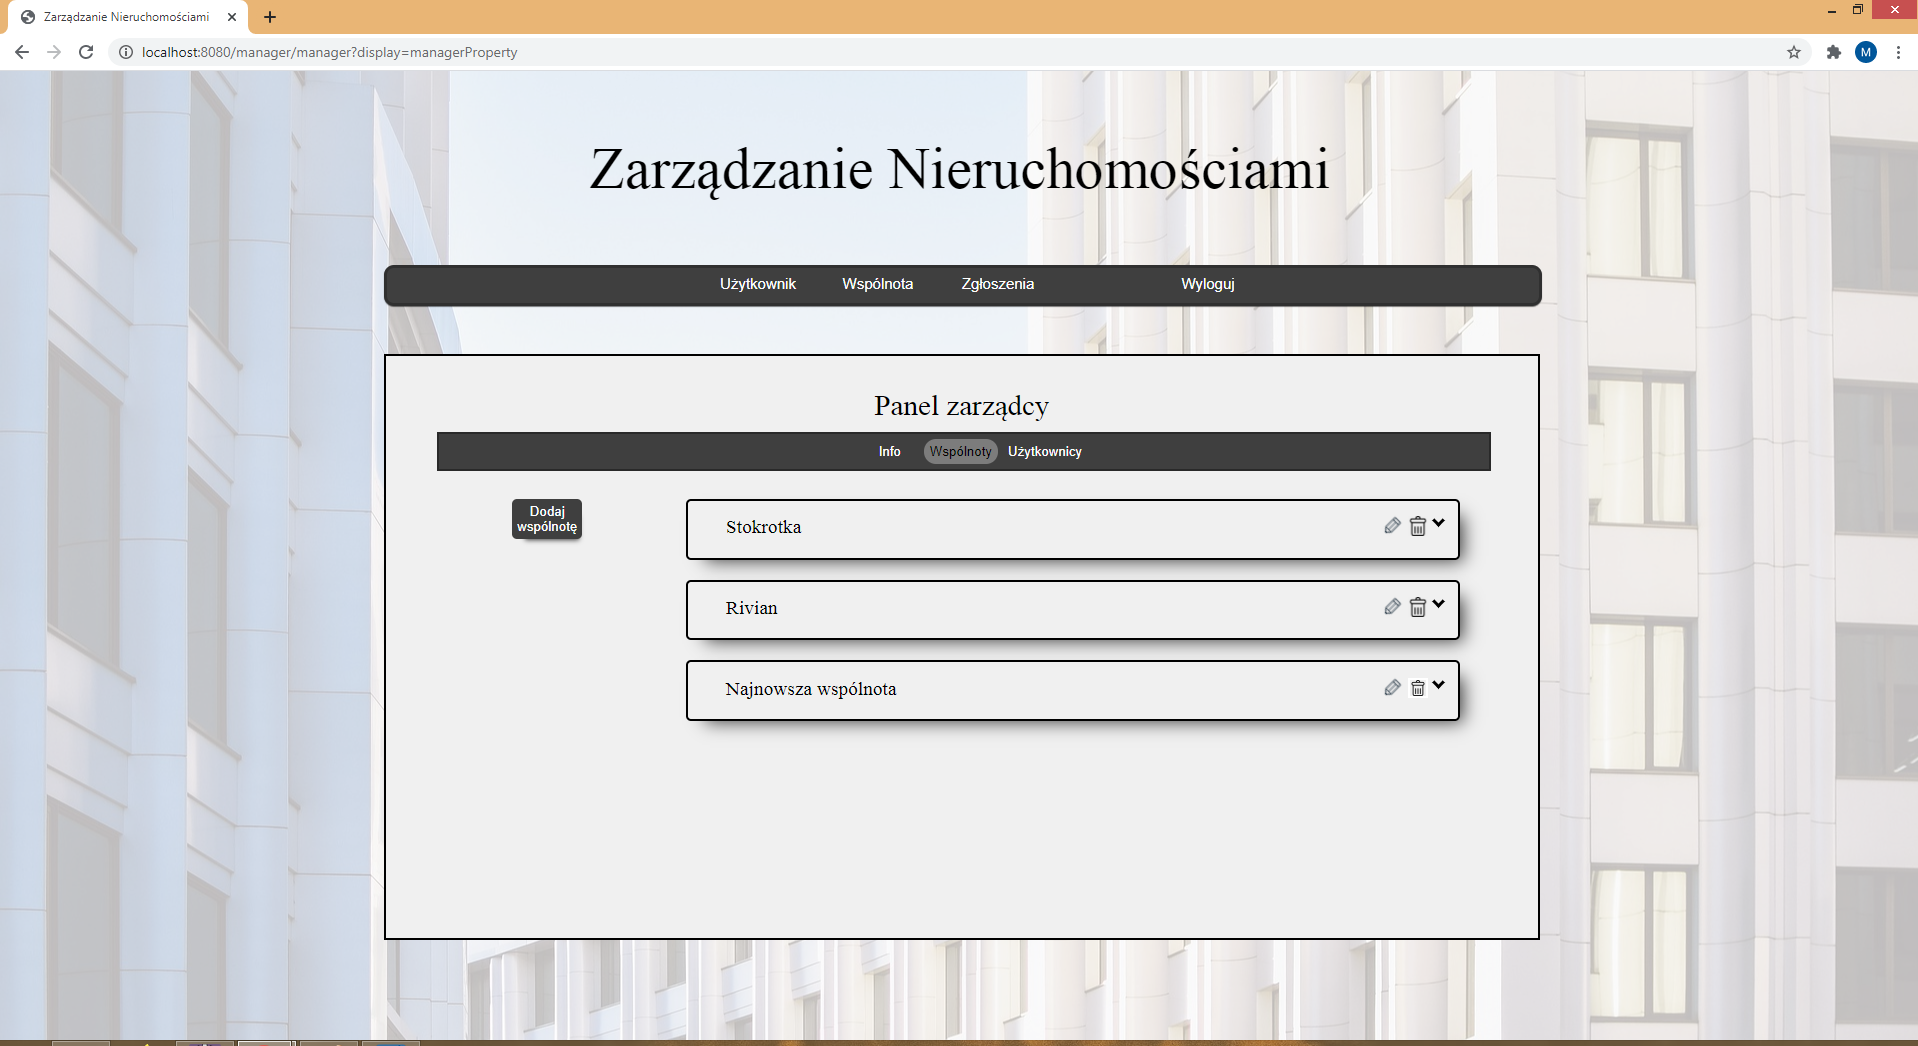 Zarządzanie Nieruchomościami
localhost:8080/manager/manager?display=managerProperty
M
Zarządzanie Nieruchomościami
Użytkownik Wspólnota Zgłoszenia Wyloguj
Panel zarządcy
Info Wspólnoty Użytkownicy
Dodaj
wspólnotę
Stokrotka
Rivian
Najnowsza wspólnota